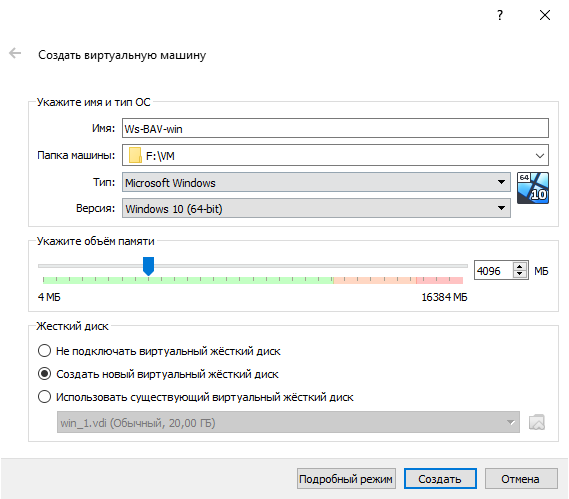 ?
Создать виртуальную машину
Укажите имя и тип ОС
Имя: Ws-BAV-win
Папка машины: F:\VM
Тип: Microsoft Windows
64
Версия: Windows 10 (64-bit)
10
Укажите объём памяти
4096 МБ
4 МБ 16384 МБ
Жесткий диск
Не подключать виртуальный жёсткий диск
Создать новый виртуальный жёсткий диск
Использовать существующий виртуальный жёсткий диск
win_1.vdi (Обычный, 20,00 ГБ)
Подробный режим Создать Отмена